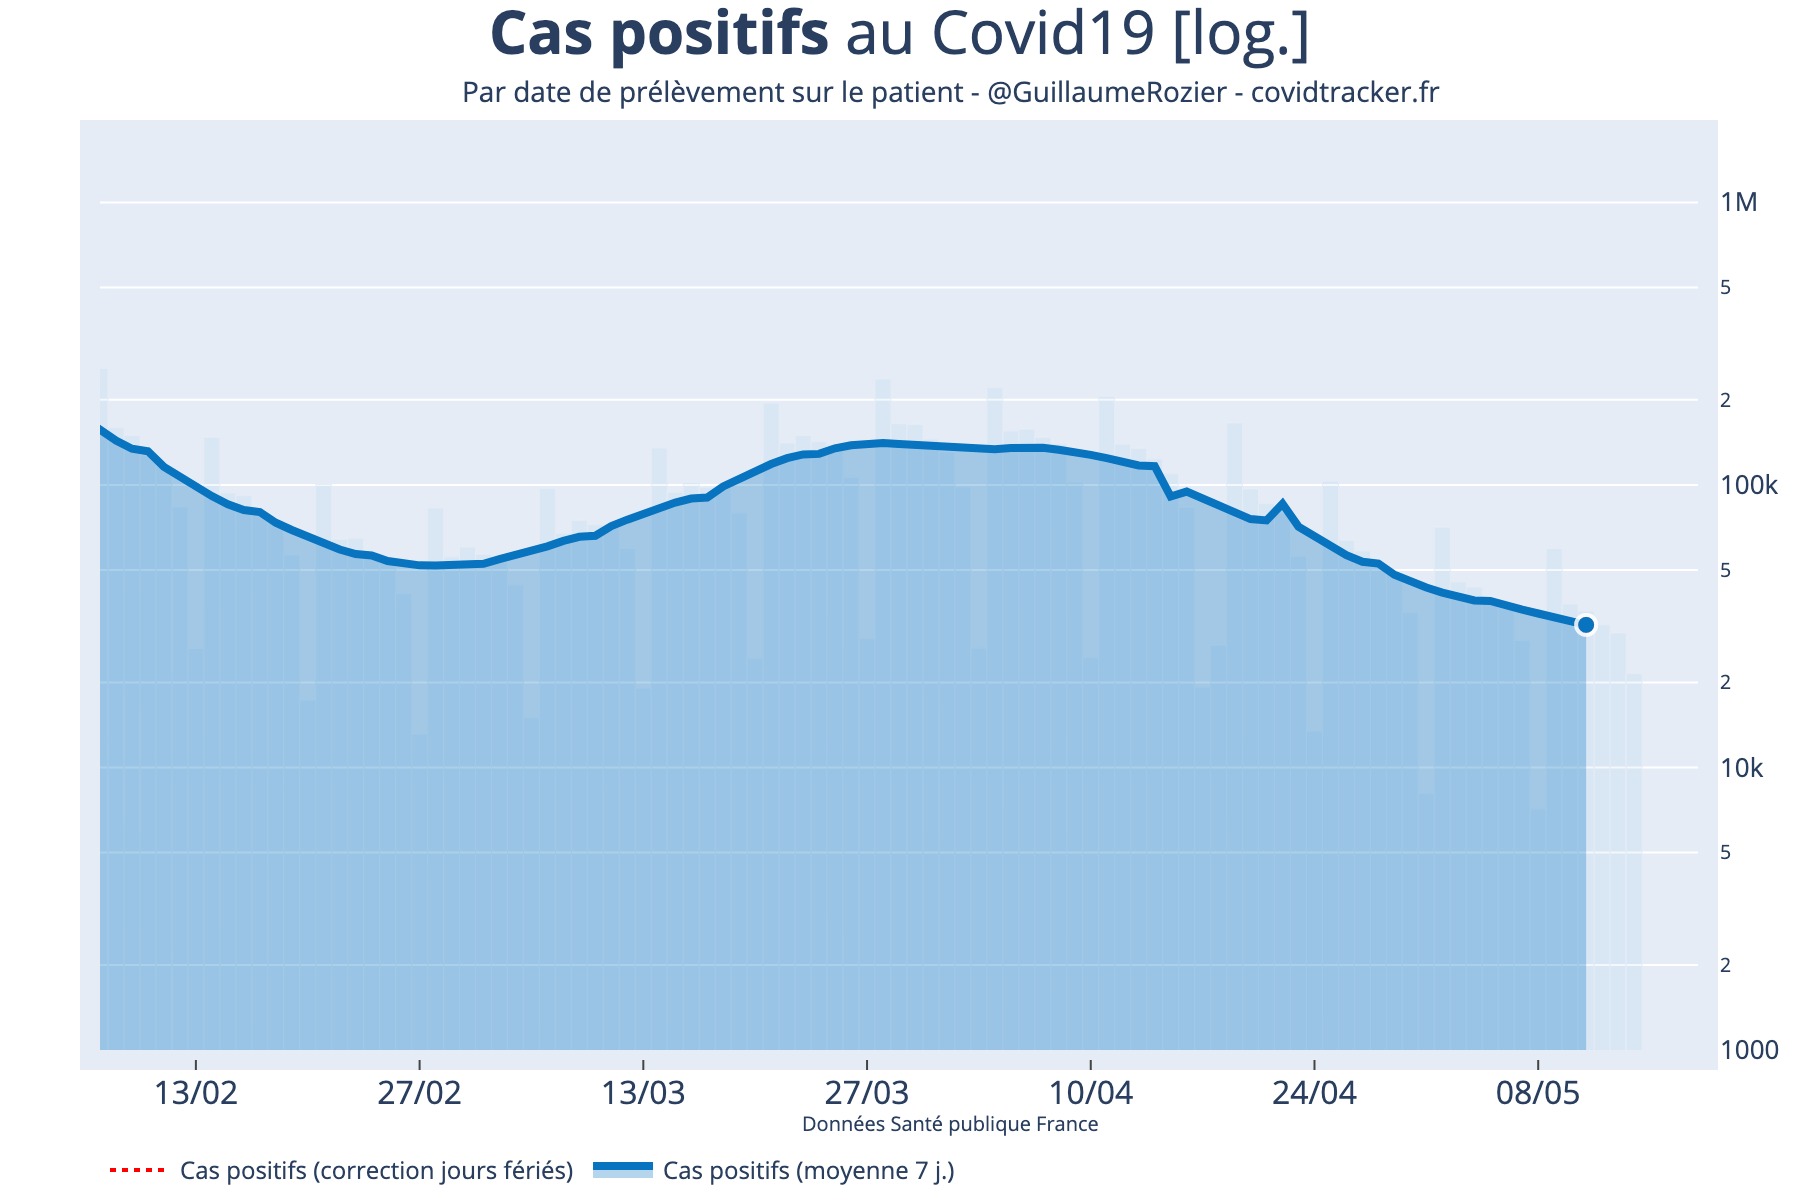 Cas positifs au Covid19 [log.]
Par date de prélèvement sur le patient - @GuillaumeRozier - covidtracker.fr
1M
5
2
100k
5
2
10k
5
2
1000
13/02 27/02 13/03 27/03 10/04 24/04 08/05
Données Santé publique France
Cas positifs (correction jours fériés) Cas positifs (moyenne 7 j.)